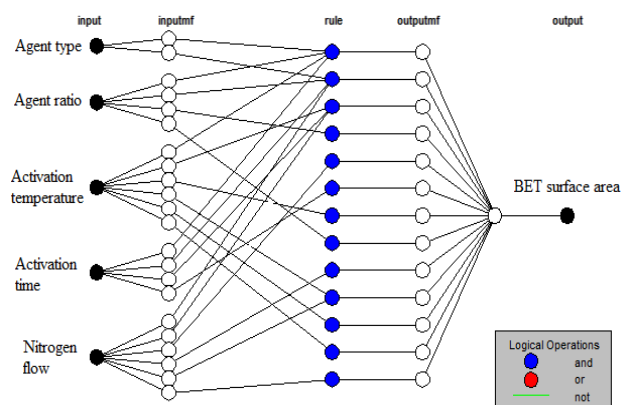 input inputmf rule outputmf output
Agent type
Agent ratio
Activation
temperature
BET surface area
Activation
time
Nitrogen
flow
Logical Operations
and
or
not